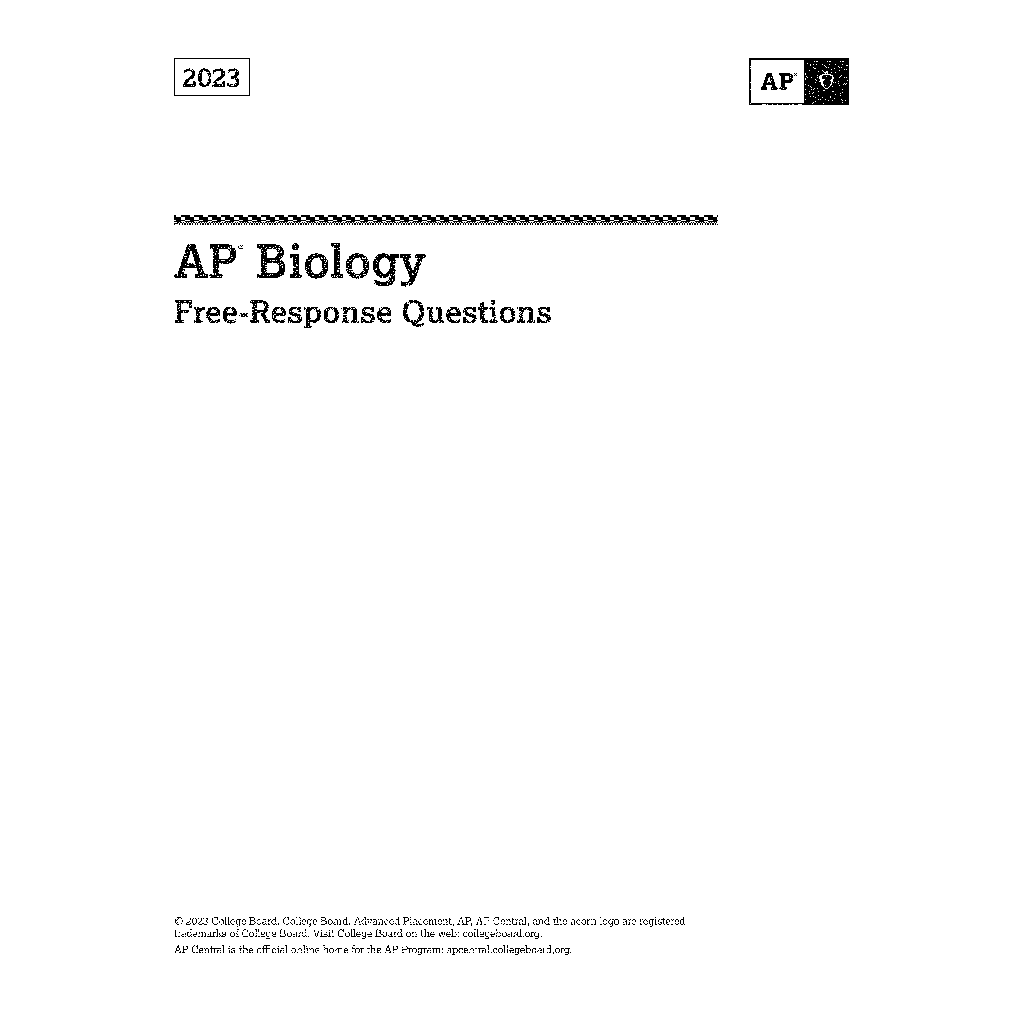 2023
AP®
AP® Biology
Free-Response Questions
© 2023 College Board. College Board, Advanced Placement, AP, AP Central, and the acorn logo are registered
trademarks of College Board. Visit College Board on the web: collegeboard.org.
AP Central is the official online home for the AP Program: apcentral.collegeboard.org.